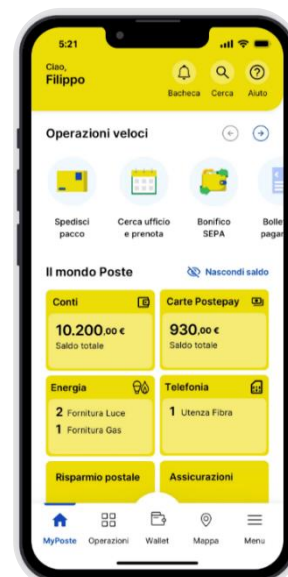 5:21
Ciao,
Filippo
Bacheca Cerca Aiuto
Operazioni veloci
Spedisci
pacco
Cerca ufficio
e prenota
Bonifico
SEPA
Bolle
pagar
Il mondo Poste
Nascondi saldo
Conti
10.200,00 €
Saldo totale
Carte Postepay
930,00 €
Saldo totale
Energia
2 Fornitura Luce
1 Fornitura Gas
Telefonia
1 Utenza Fibra
Risparmio postale
Assicurazioni
MyPoste Operazioni Wallet Mappa Menu